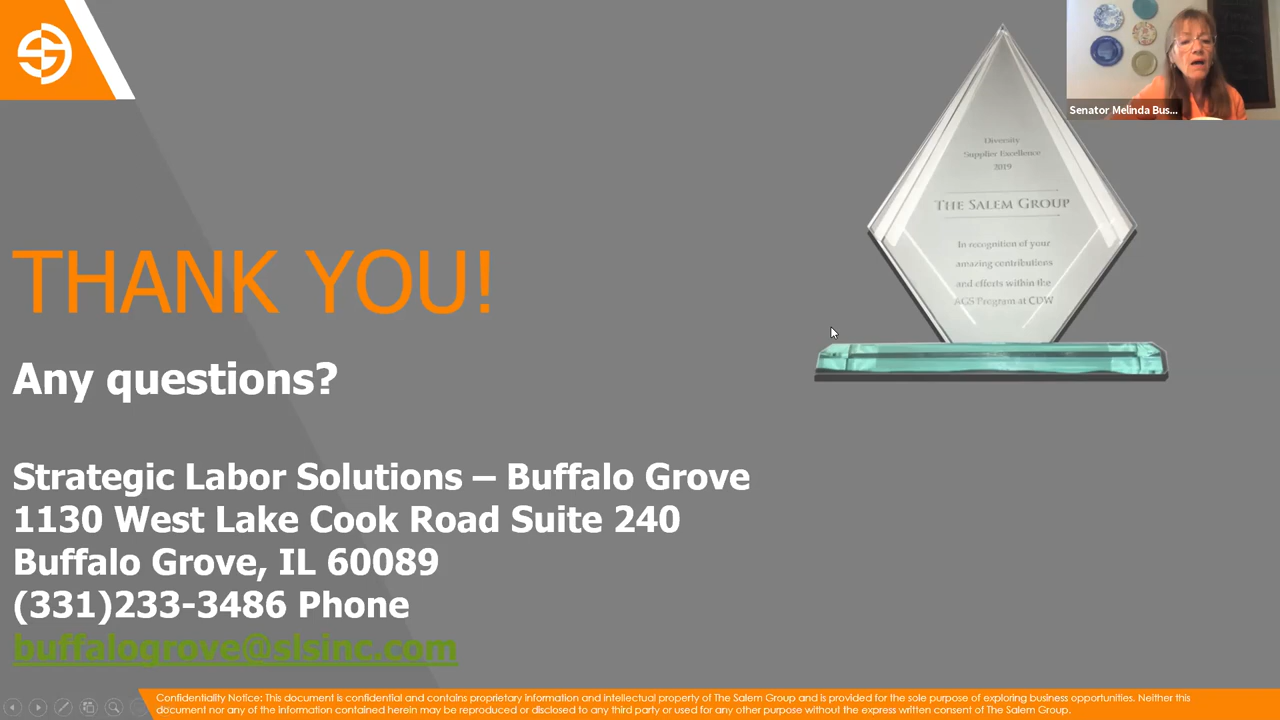 Senator Melinda Bus...
Diversity
Supplier Excellence
2019
THE SALEM GROUP
In recognition of your
amazing contributions
and efforts within the
AGS Program at CDW
THANK YOU!
Any questions?
Strategic Labor Solutions – Buffalo Grove
1130 West Lake Cook Road Suite 240
Buffalo Grove, IL 60089
(331)233-3486 Phone
buffalogrove@slsinc.com
Confidentiality Notice: This document is confidential and contains proprietary information and intellectual property of The Salem Group and is provided for the sole purpose of exploring business opportunities. Neither this
document nor any of the information contained herein may be reproduced or disclosed to any third party or used for any other purpose without the express written consent of The Salem Group.